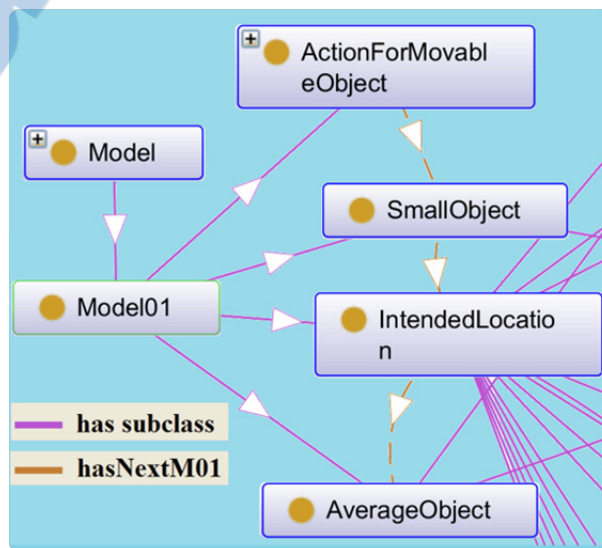 ActionForMovabl
eObject
Model
SmallObject
Model01
IntendedLocatio
n
has subclass
hasNextM01
AverageObject